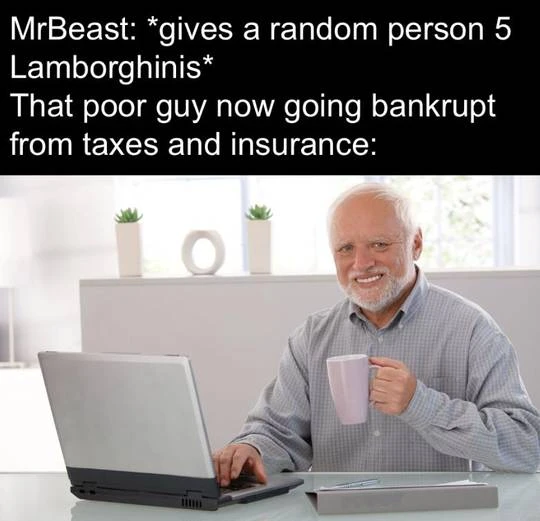 MrBeast: *gives a random person 5
Lamborghinis*
That poor guy now going bankrupt
from taxes and insurance: